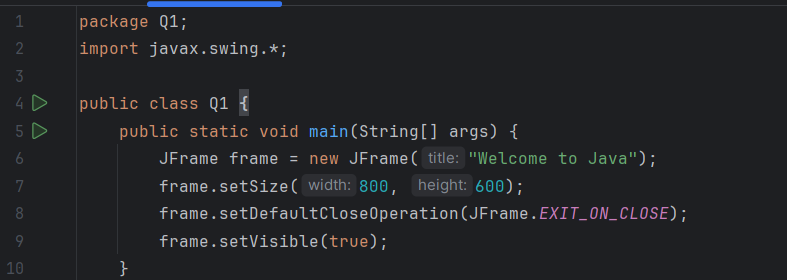 1 package Q1;
2 import javax.swing.*;
3
4 public class Q1 {
5     public static void main(String[] args) {
6         JFrame frame = new JFrame( title: "Welcome to Java");
7         frame.setSize( width: 800, height: 600);
8         frame.setDefaultCloseOperation(JFrame.EXIT_ON_CLOSE);
9         frame.setVisible(true);
10     }